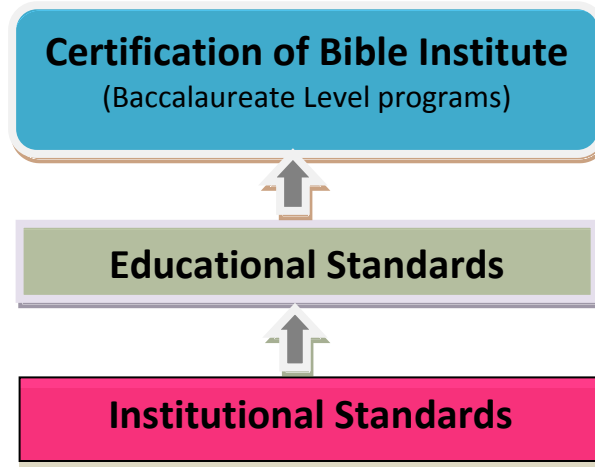 Certification of Bible Institute
(Baccalaureate Level programs)
Educational Standards
Institutional Standards